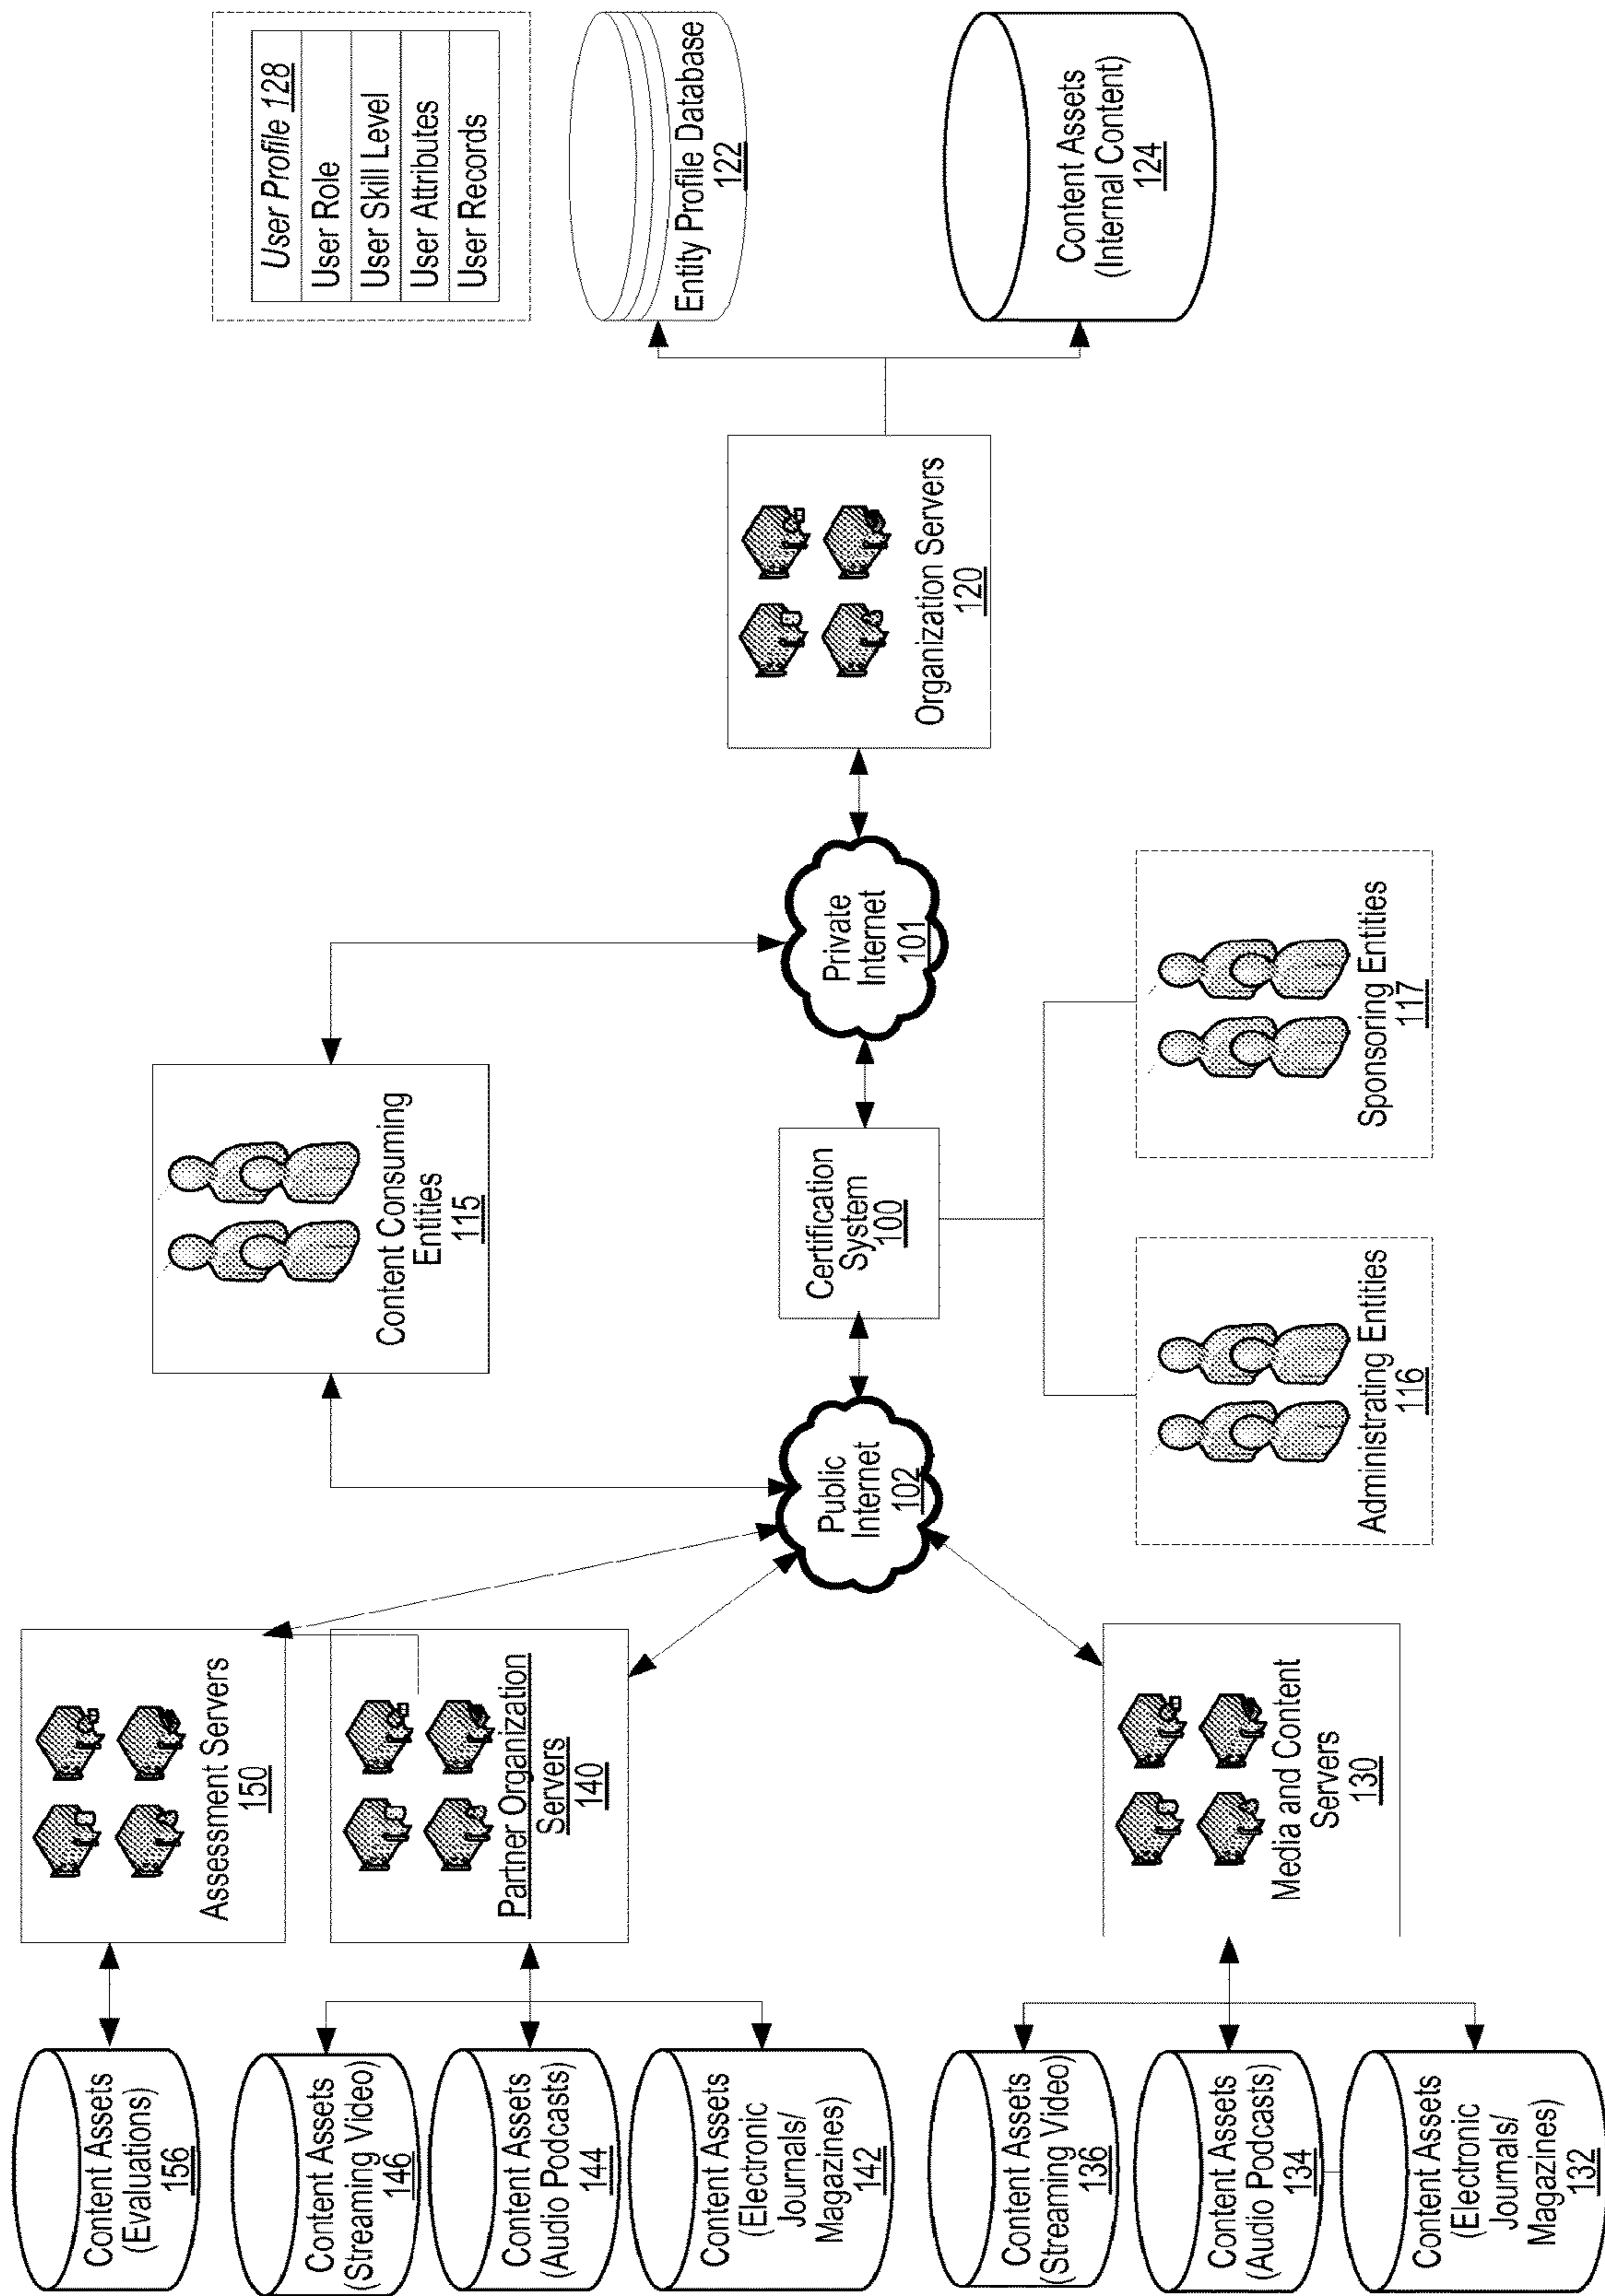 Content Assets
(Evaluations)
156
Content Assets
(Streaming Video)
146
Content Assets
(Audio Podcasts)
144
Content Assets
(Electronic
Journals/
Magazines)
142
Content Assets
(Streaming Video)
136
Content Assets
(Audio Podcasts)
134
Content Assets
(Electronic
Journals/
Magazines)
132
Assessment Servers
150
Partner Organization
Servers
140
Media and Content
Servers
130
Public
Internet
102
Content Consuming
Entities
115
Certification
System
100
Administrating Entities
116
Sponsoring Entities
117
Private
Internet
101
Organization Servers
120
User Profile 128
User Role
User Skill Level
User Attributes
User Records
Entity Profile Database
122
Content Assets
(Internal Content)
124